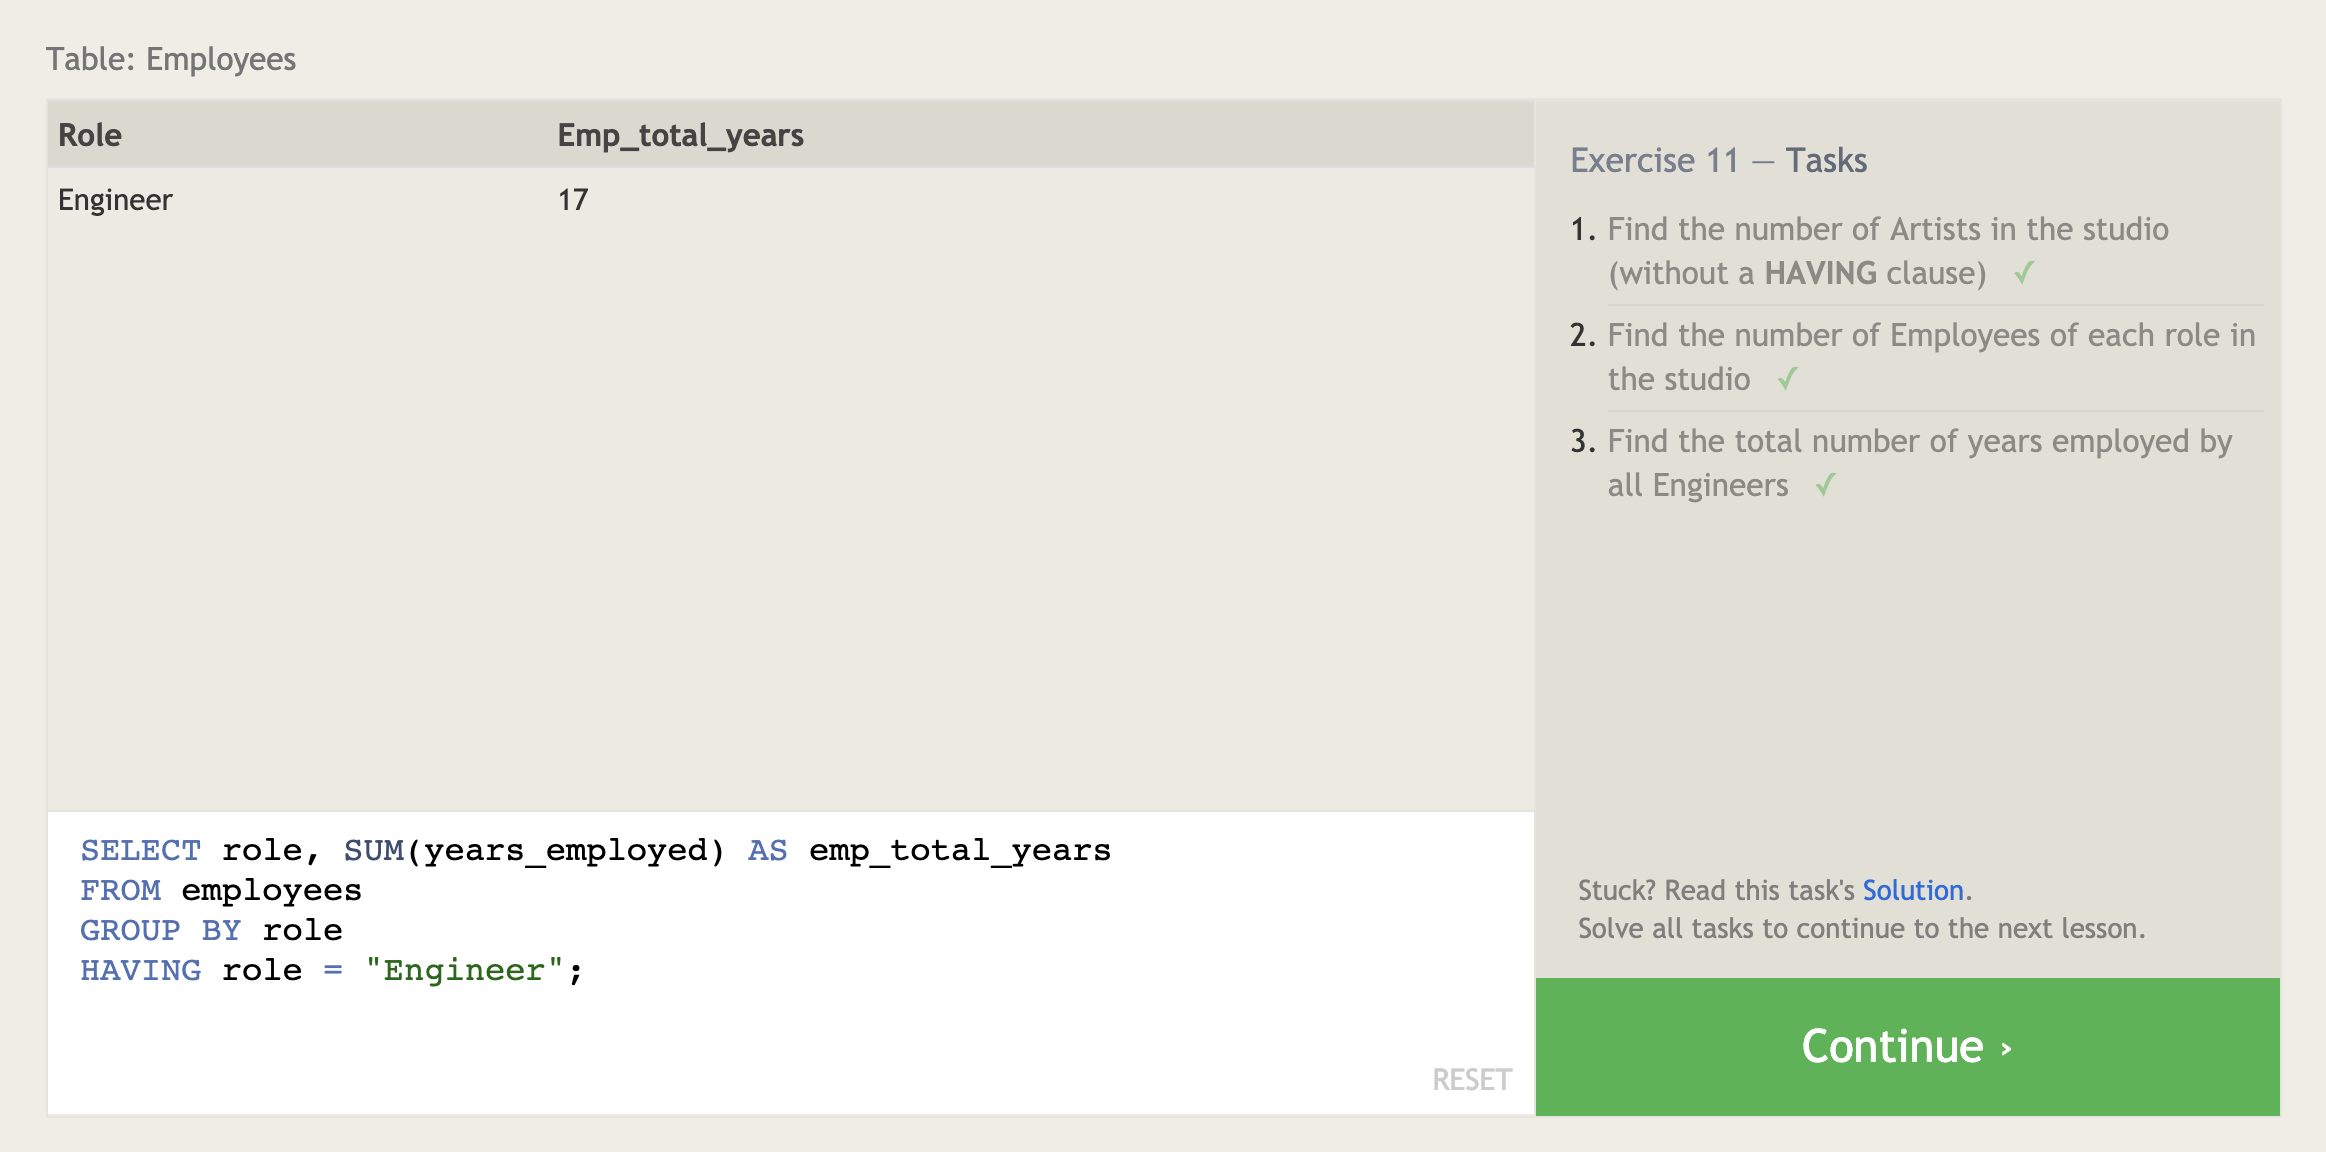 Table: Employees
Role Emp_total_years
Engineer 17
SELECT role, SUM(years_employed) AS emp_total_years
FROM employees
GROUP BY role
HAVING role = "Engineer";
RESET
Exercise 11 — Tasks
1. Find the number of Artists in the studio
(without a HAVING clause) ✓
2. Find the number of Employees of each role in
the studio ✓
3. Find the total number of years employed by
all Engineers ✓
Stuck? Read this task's Solution.
Solve all tasks to continue to the next lesson.
Continue ›